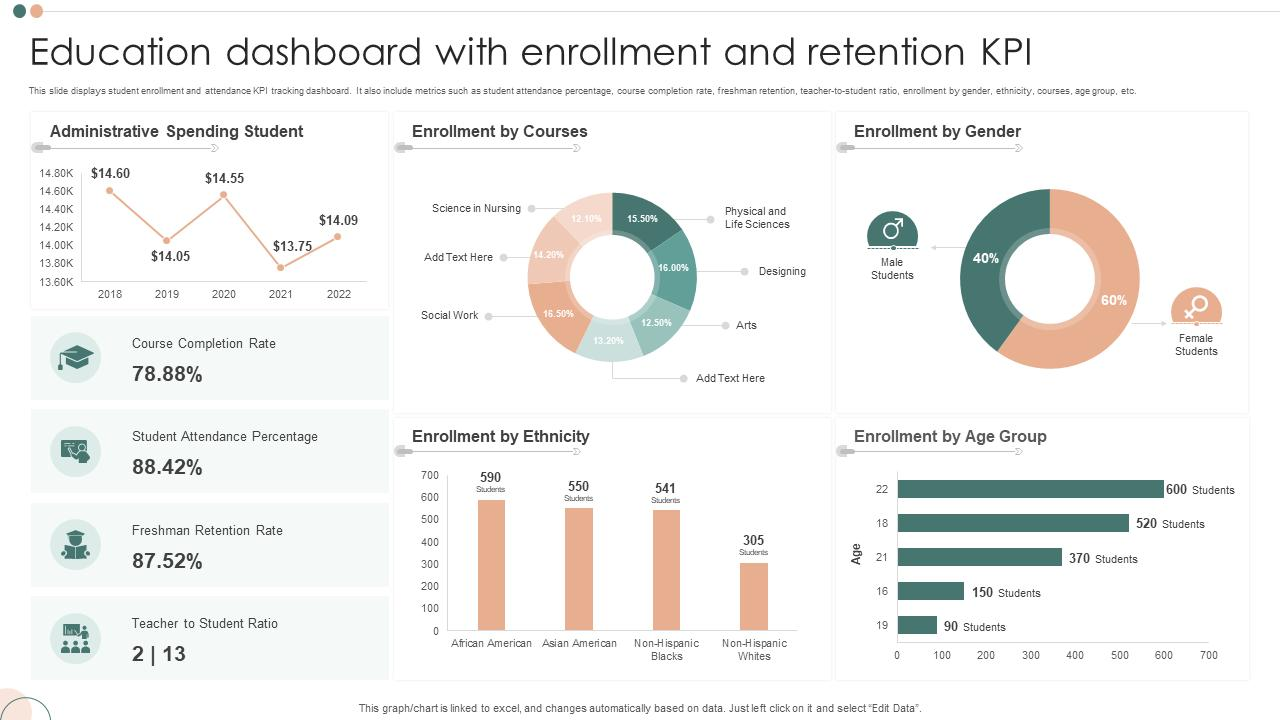 Education dashboard with enrollment and retention KPI
This slide displays student enrollment and attendance KPI tracking dashboard. It also include metrics such as student attendance percentage, course completion rate, freshman retention, teacher-to-student ratio, enrollment by gender, ethnicity, courses, age group, etc.
Administrative Spending Student
14.80K
14.60K
14.40K
14.20K
14.00K
13.80K
13.60K
$14.60
$14.05
$14.55
$13.75
$14.09
2018 2019 2020 2021 2022
Course Completion Rate
78.88%
Student Attendance Percentage
88.42%
Freshman Retention Rate
87.52%
Teacher to Student Ratio
2 | 13
Enrollment by Courses
Science in Nursing
Add Text Here
Social Work
12.10%
15.50%
14.20%
16.00%
16.50%
12.50%
13.20%
Physical and
Life Sciences
Designing
Arts
Add Text Here
Enrollment by Gender
Male
Students
40%
60%
Female
Students
Enrollment by Ethnicity
700
600
500
400
300
200
100
0
590
Students
550
Students
541
Students
305
Students
African American
Asian American
Non-Hispanic
Blacks
Non-Hispanic
Whites
Enrollment by Age Group
Age
22 600 Students
18 520 Students
21 370 Students
16 150 Students
19 90 Students
0 100 200 300 400 500 600 700
This graph/chart is linked to excel, and changes automatically based on data. Just left click on it and select “Edit Data”.